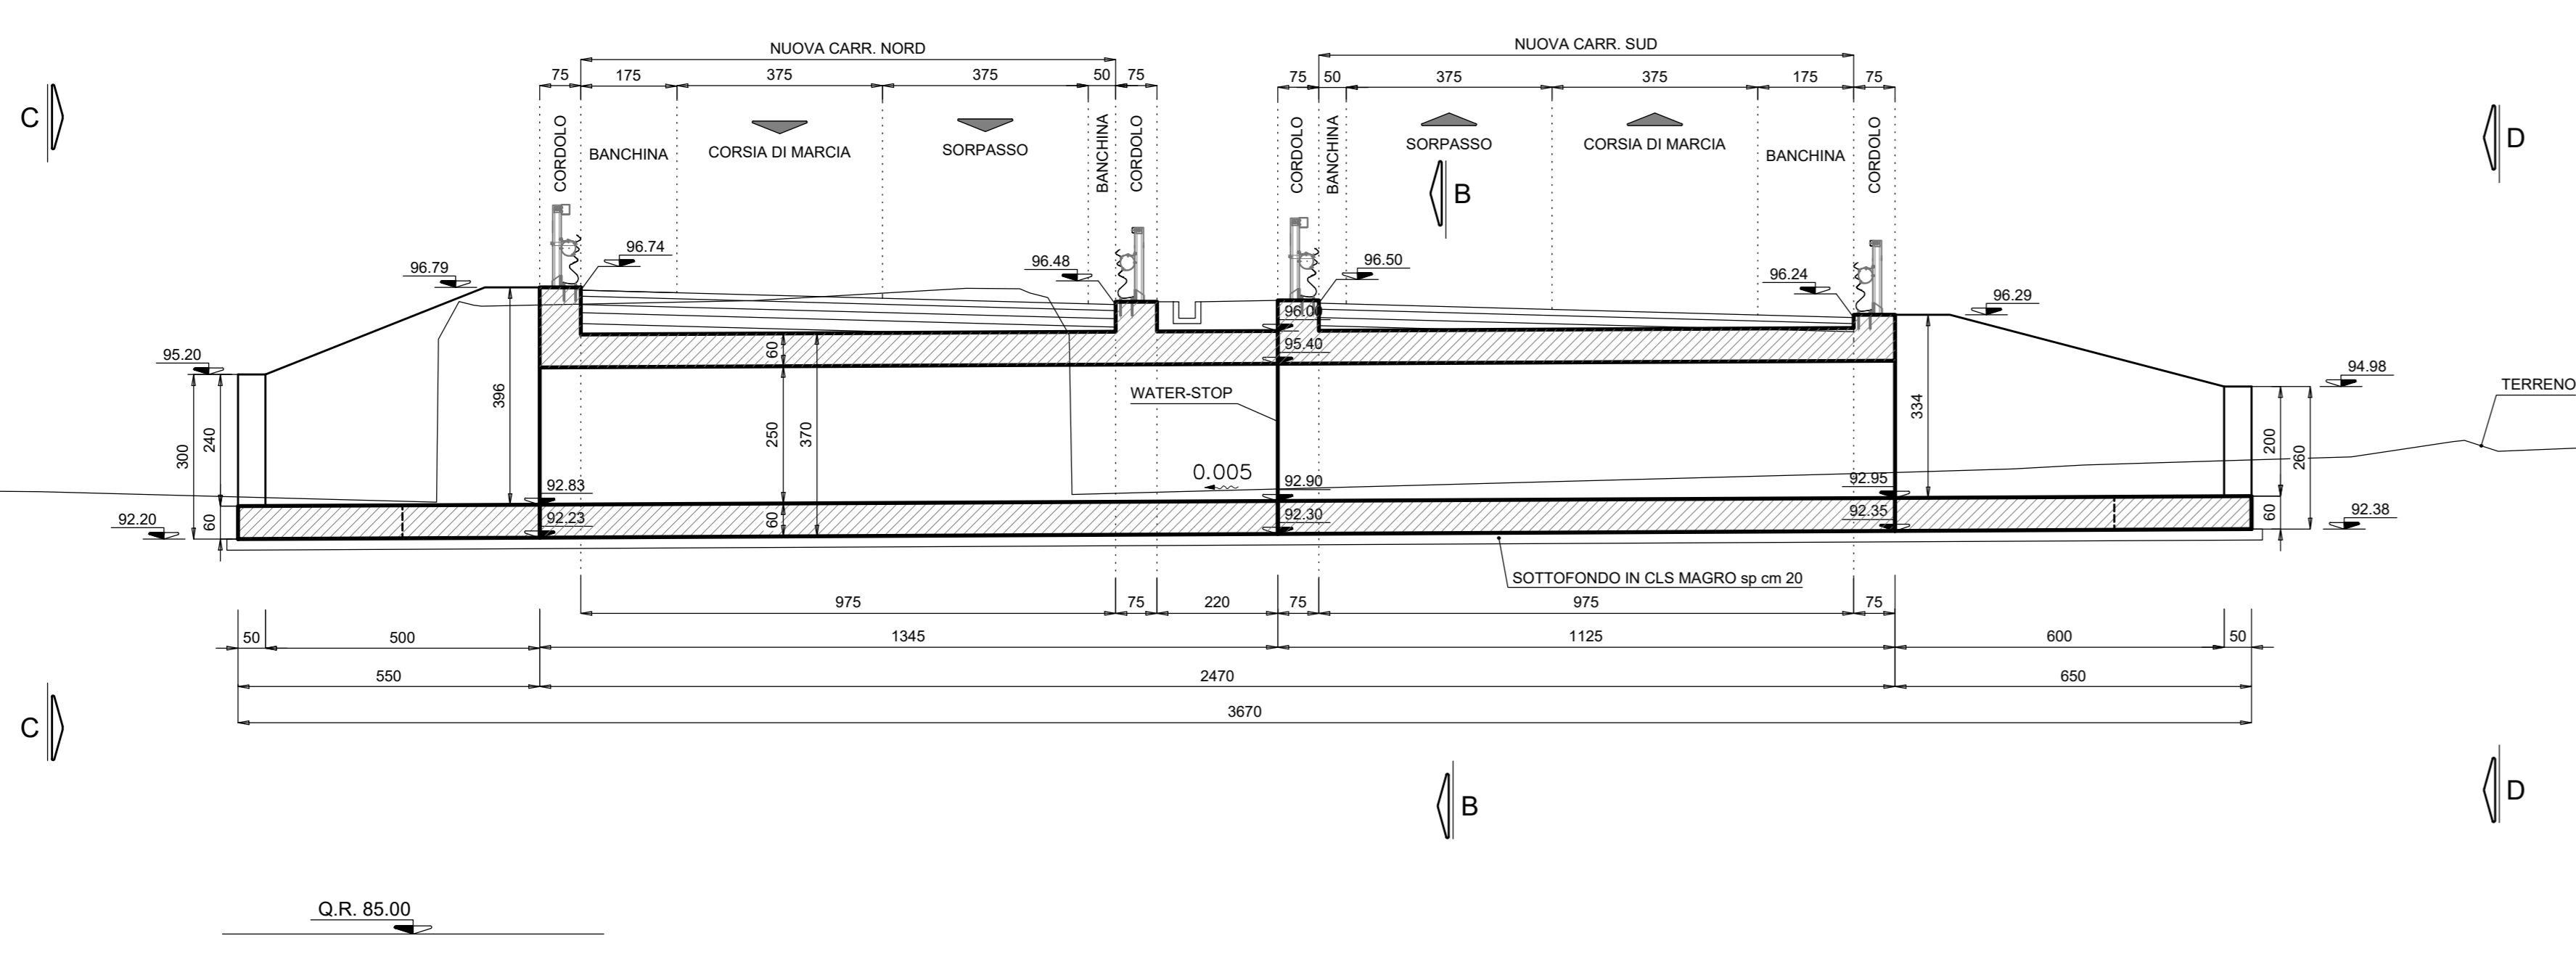 NUOVA CARR. NORD
NUOVA CARR. SUD
75 175 375 375 50 75
75 50 375 375 175 75
C
D
CORDOLO
BANCHINA
CORSIA DI MARCIA
SORPASSO
BANCHINA
CORDOLO
CORDOLO
BANCHINA
SORPASSO
CORSIA DI MARCIA
BANCHINA
CORDOLO
B
96.79
96.74
96.48
96.50
96.24
96.29
96.00
95.40
95.20
94.98
TERRENO
60
396
250
370
WATER-STOP
334
300
240
60
200
260
60
0.005
92.83
92.90
92.95
92.20
92.23
60
92.30
92.35
92.38
SOTTOFONDO IN CLS MAGRO sp cm 20
975 75 220 75 975 75
50 500 1345 1125 600 50
550 2470 650
3670
C
D
B
Q.R. 85.00